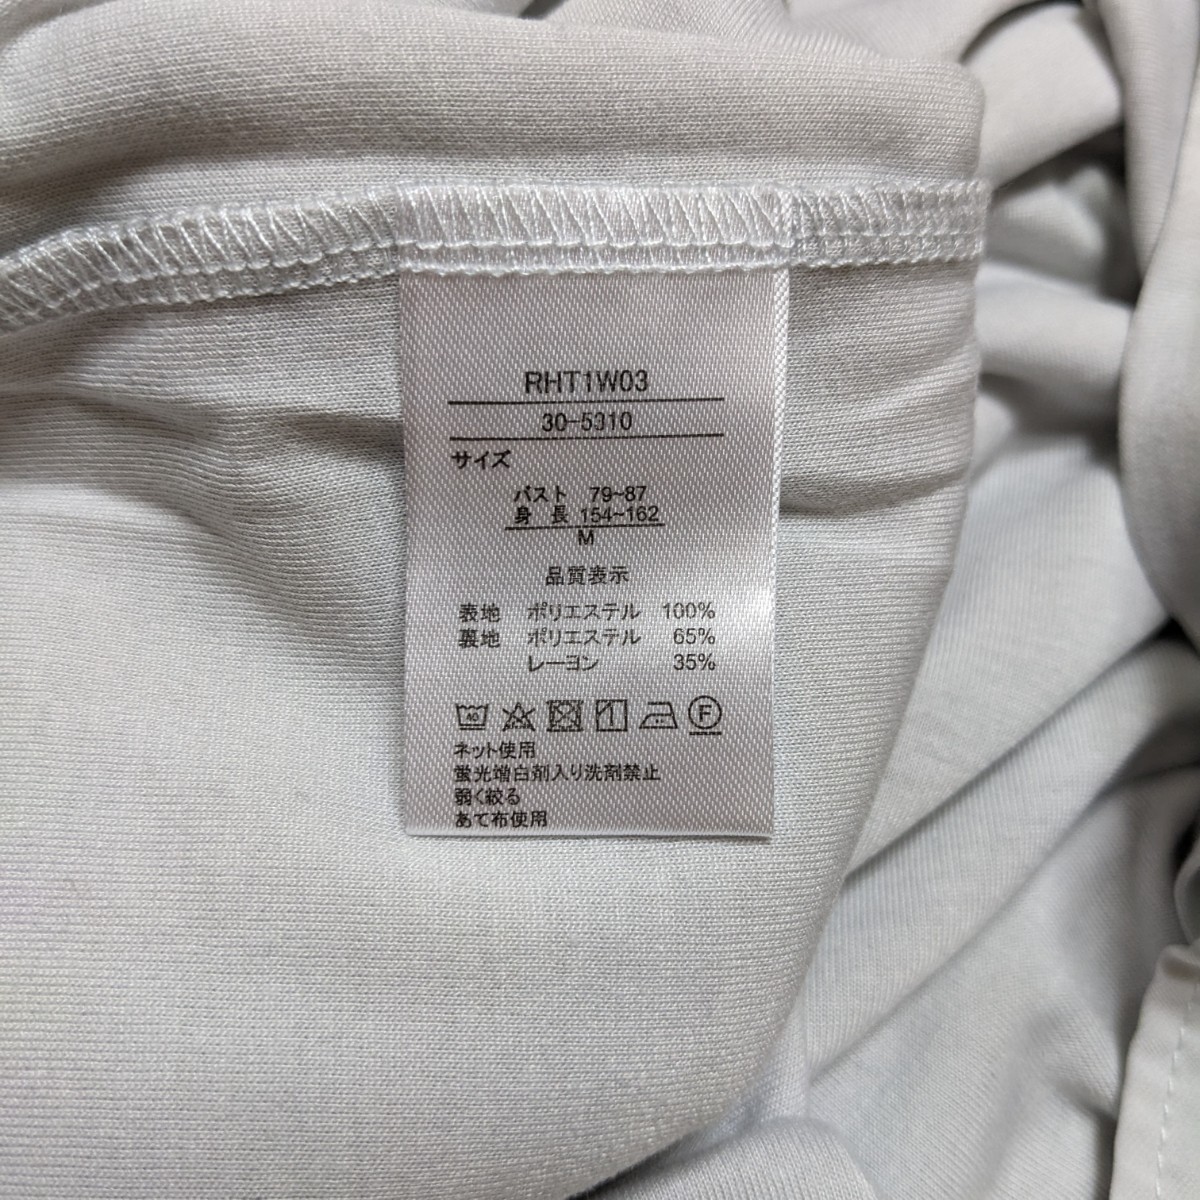 RHT1W03
30-5310
サイズ
バスト 79~87
身長 154~162
M
品質表示
表地 ポリエステル 100%
裏地 ポリエステル 65%
レーヨン 35%
40 F
ネット使用
蛍光増白剤入り洗剤禁止
弱く絞る
あて布使用